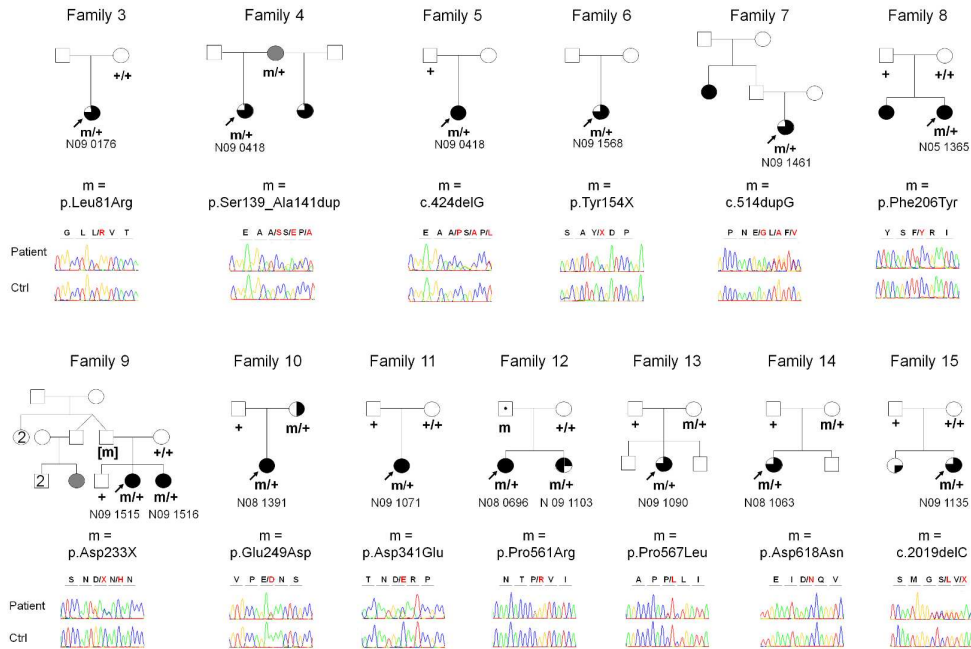 Family 3 Family 4 Family 5 Family 6 Family 7 Family 8
+/+ m/+ + + +/+
m/+ m/+ m/+ m/+ m/+ m/+
N09 0176 N09 0418 N09 0418 N09 1568 N09 1461 N05 1365
m = m = m = m = m = m =
p.Leu81Arg p.Ser139_Ala141dup c.424delG p.Tyr154X c.514dupG p.Phe206Tyr
G L L/R V T E A A/S S/E P/A E A A/P S/A P/L S A Y/X D P P N E/G L/A F/V Y S F/Y R I
Patient
Ctrl
Family 9 Family 10 Family 11 Family 12 Family 13 Family 14 Family 15
2 [m] +/+ + m/+ + +/+ m +/+ + m/+ + m/+ + +/+
2 + m/+ m/+ m/+ m/+ m/+ m/+ m/+ m/+ m/+
N09 1515 N09 1516 N08 1391 N09 1071 N08 0696 N 09 1103 N09 1090 N08 1063 N09 1135
m = m = m = m = m = m = m =
p.Asp233X p.Glu249Asp p.Asp341Glu p.Pro561Arg p.Pro567Leu p.Asp618Asn c.2019delC
S N D/X N/H N V P E/D N S T N D/E R P N T P/R V I A P P/L L I E I D/N Q V S M G S/L V/X
Patient
Ctrl